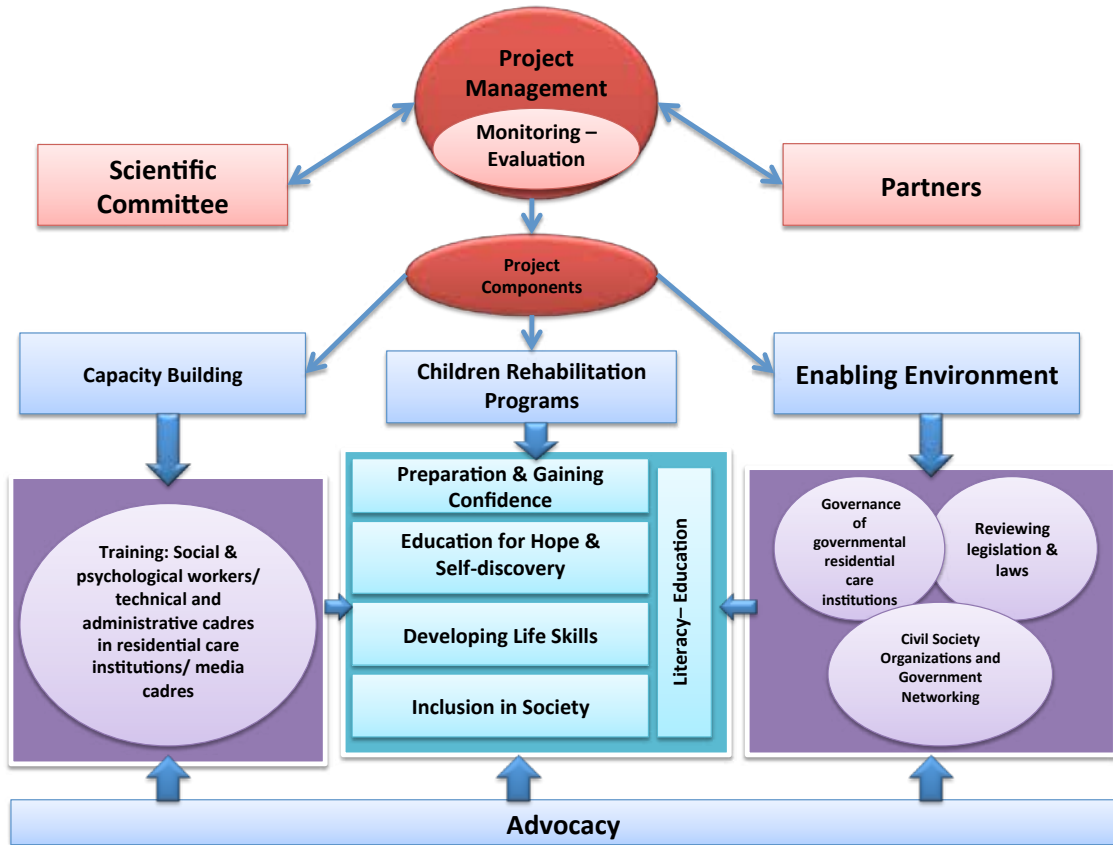 Project
Management
Monitoring –
Evaluation
Scientific
Committee
Partners
Project
Components
Capacity Building
Children Rehabilitation
Programs
Enabling Environment
Training: Social &
psychological workers/
technical and
administrative cadres
in residential care
institutions/ media
cadres
Preparation & Gaining
Confidence
Education for Hope &
Self-discovery
Developing Life Skills
Inclusion in Society
Literacy– Education
Governance
of
governmental
residential
care
institutions
Reviewing
legislation &
laws
Civil Society
Organizations and
Government
Networking
Advocacy